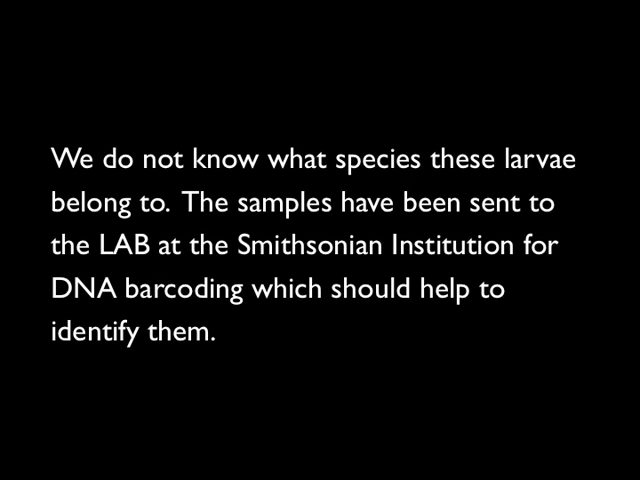 We do not know what species these larvae
belong to. The samples have been sent to
the LAB at the Smithsonian Institution for
DNA barcoding which should help to
identify them.